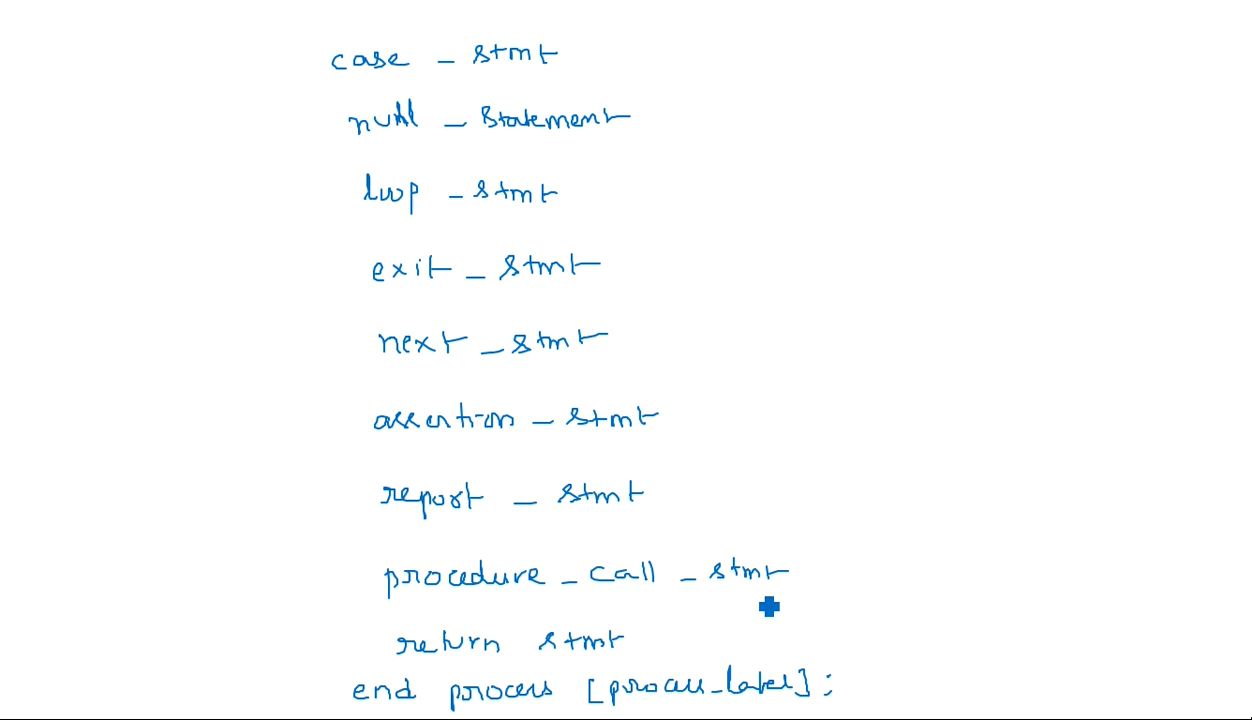 case _ stmt
null _ statement
loop _ stmt
exit _ stmt
next _ stmt
assertion _ stmt
report _ stmt
procedure _ call _ stmt
return stmt
end process [process_label];